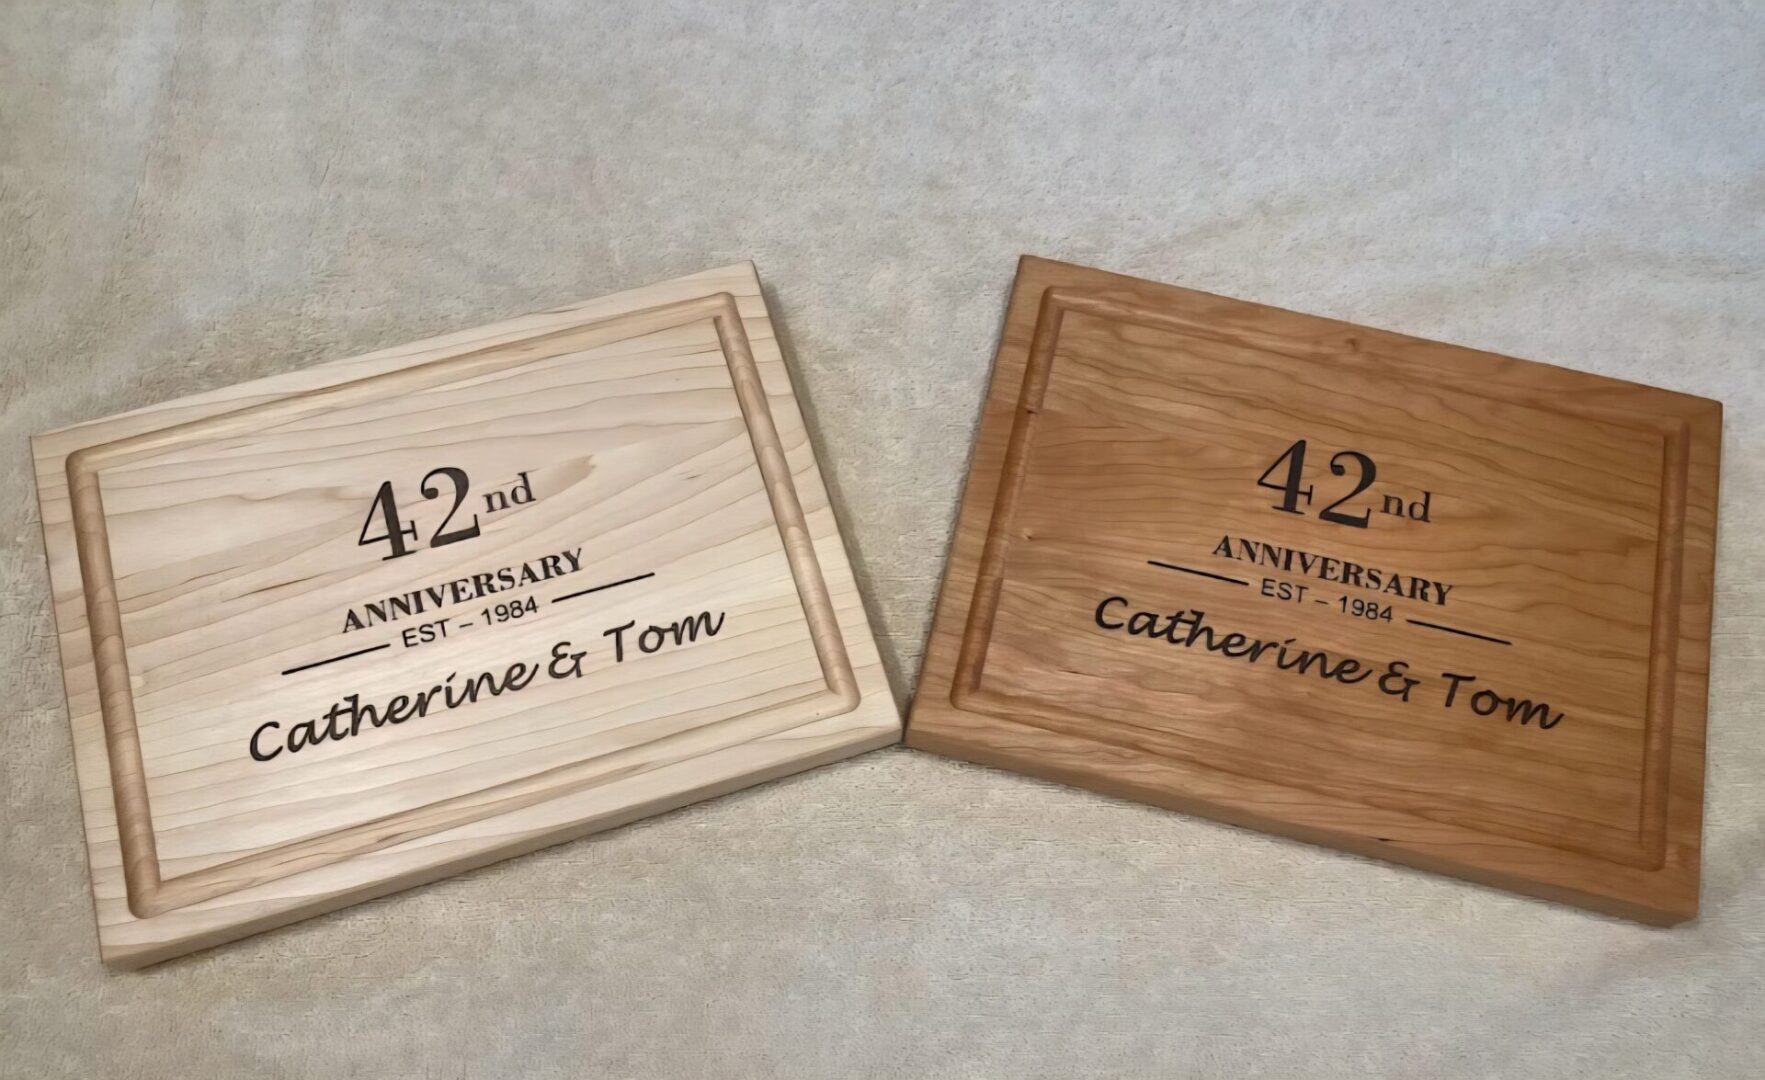 42nd
ANNIVERSARY
EST – 1984
Catherine & Tom
42nd
ANNIVERSARY
EST – 1984
Catherine & Tom